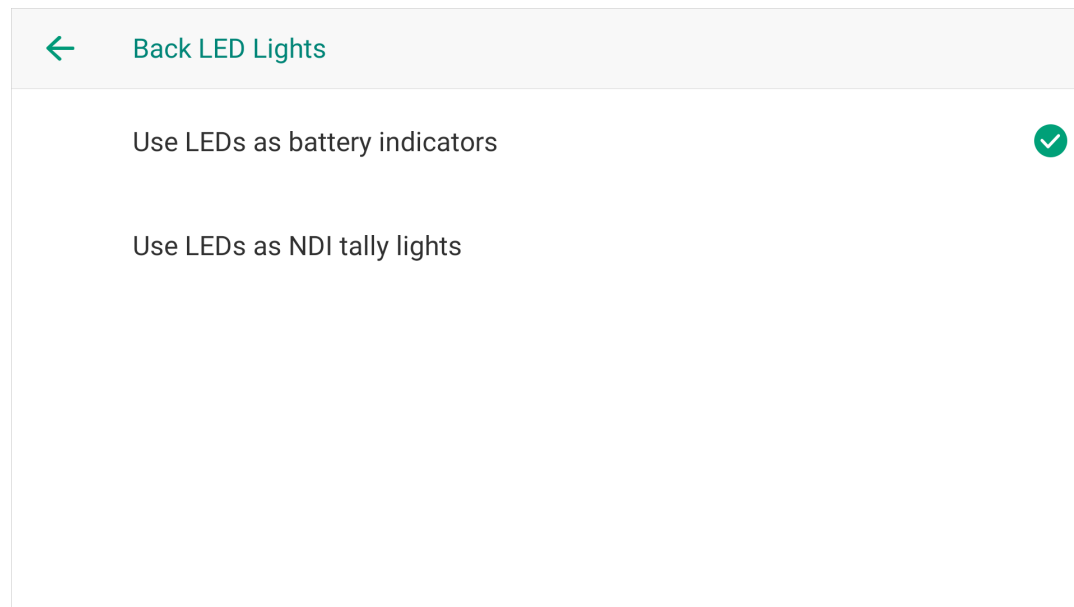 Back LED Lights
Use LEDs as battery indicators
Use LEDs as NDI tally lights